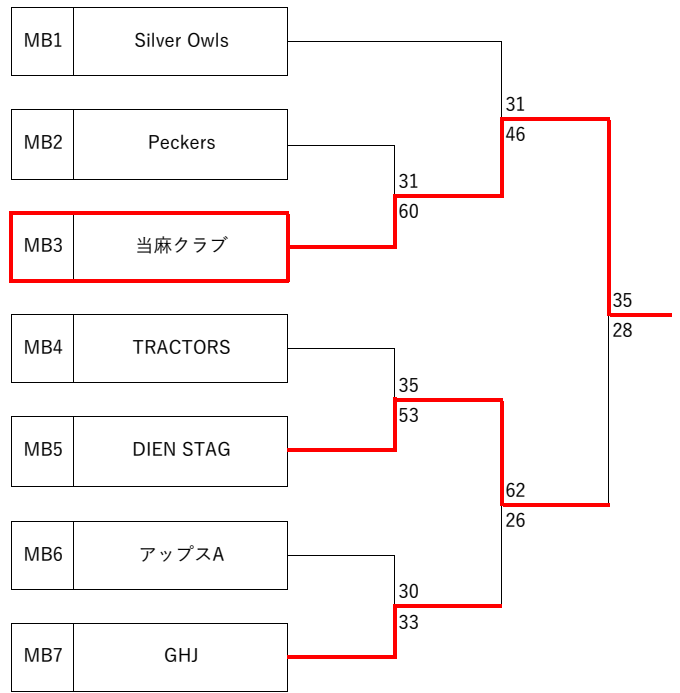 MB1 Silver Owls
31
46
MB2 Peckers
31
60
MB3 当麻クラブ
35
28
MB4 TRACTORS
35
53
MB5 DIEN STAG
62
26
MB6 アップスA
30
33
MB7 GHJ